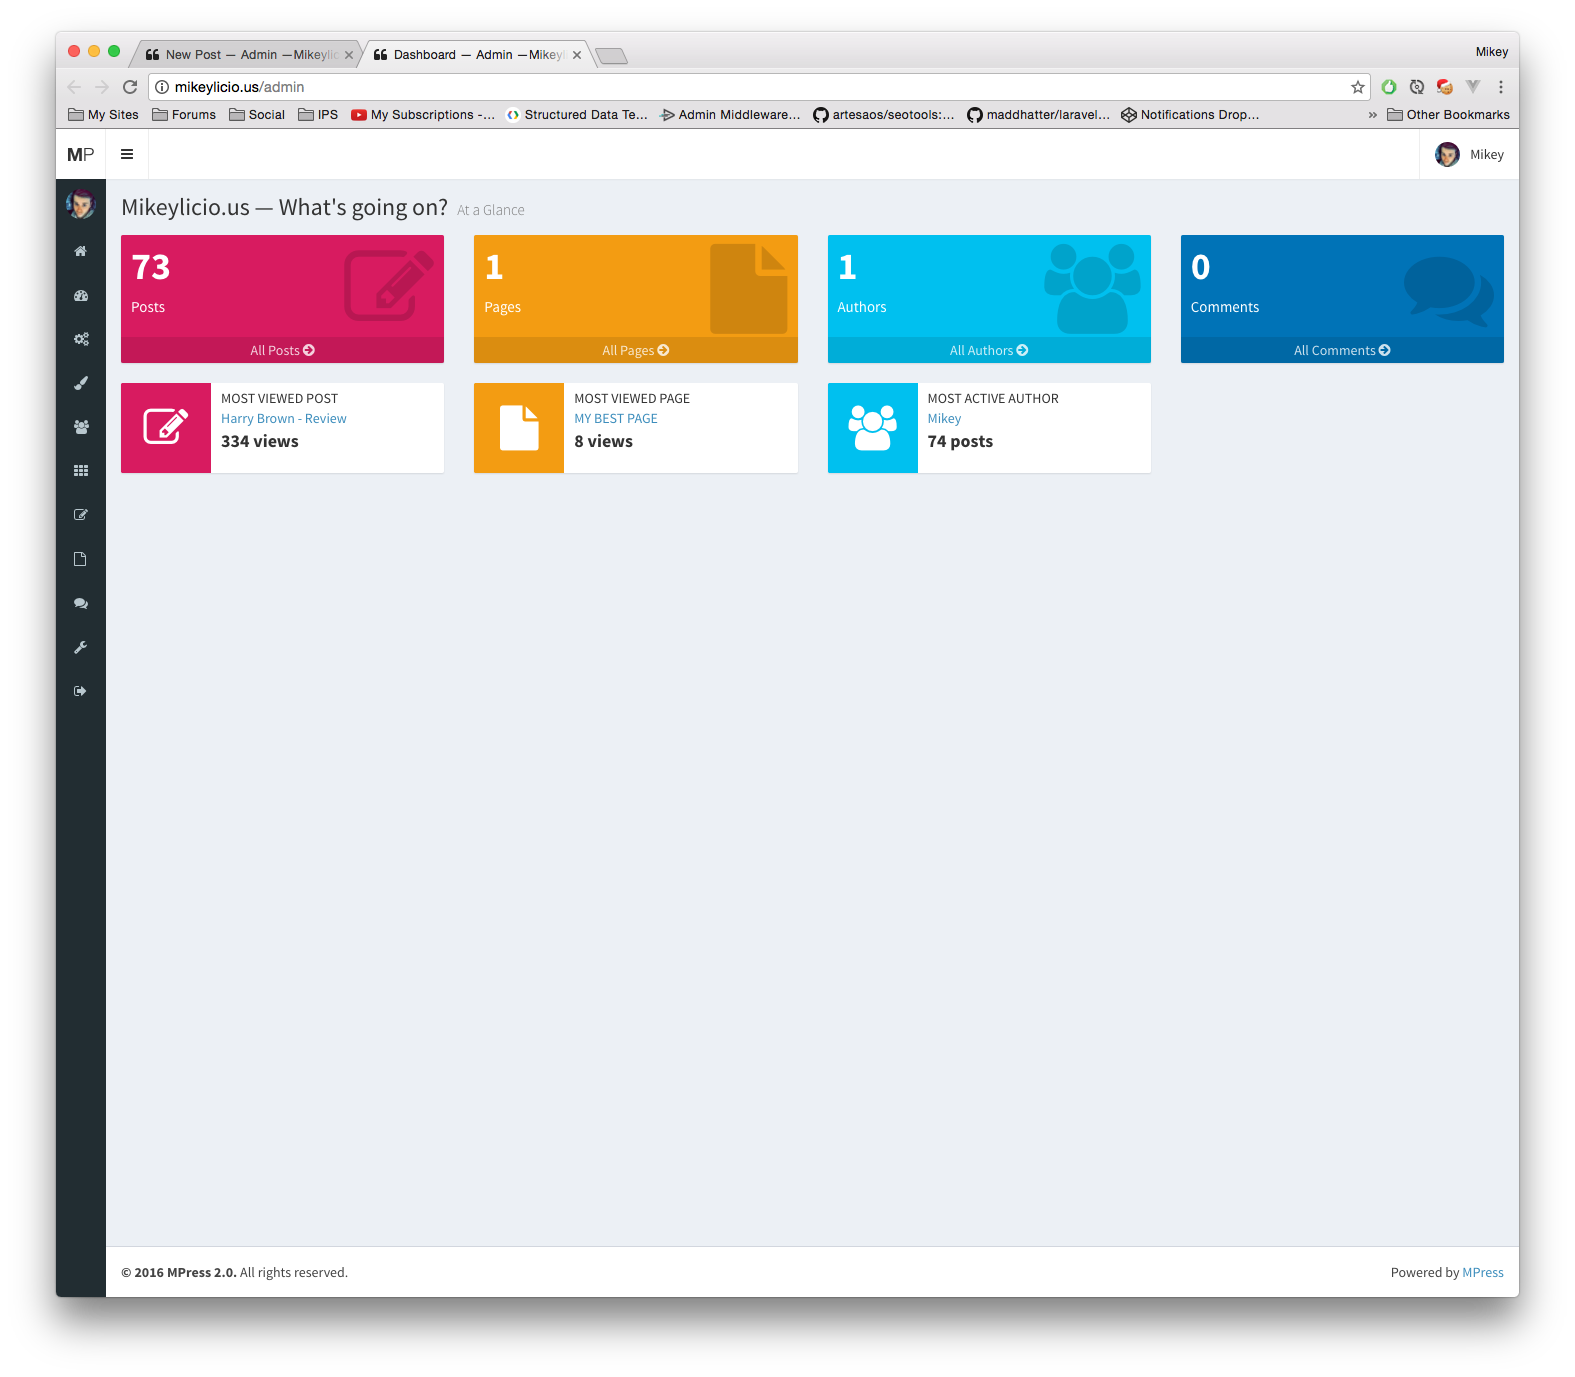 Mikey
New Post — Admin —Mikeylic
Dashboard — Admin —Mikeyl
mikeylicio.us/admin
My Sites Forums Social IPS My Subscriptions -... Structured Data Te... Admin Middleware... artesaos/seotools:... maddhatter/laravel... Notifications Drop... » Other Bookmarks
MP Mikey
Mikeylicio.us — What's going on? At a Glance
73
Posts
All Posts
1
Pages
All Pages
1
Authors
All Authors
0
Comments
All Comments
MOST VIEWED POST
Harry Brown - Review
334 views
MOST VIEWED PAGE
MY BEST PAGE
8 views
MOST ACTIVE AUTHOR
Mikey
74 posts
© 2016 MPress 2.0. All rights reserved.
Powered by MPress